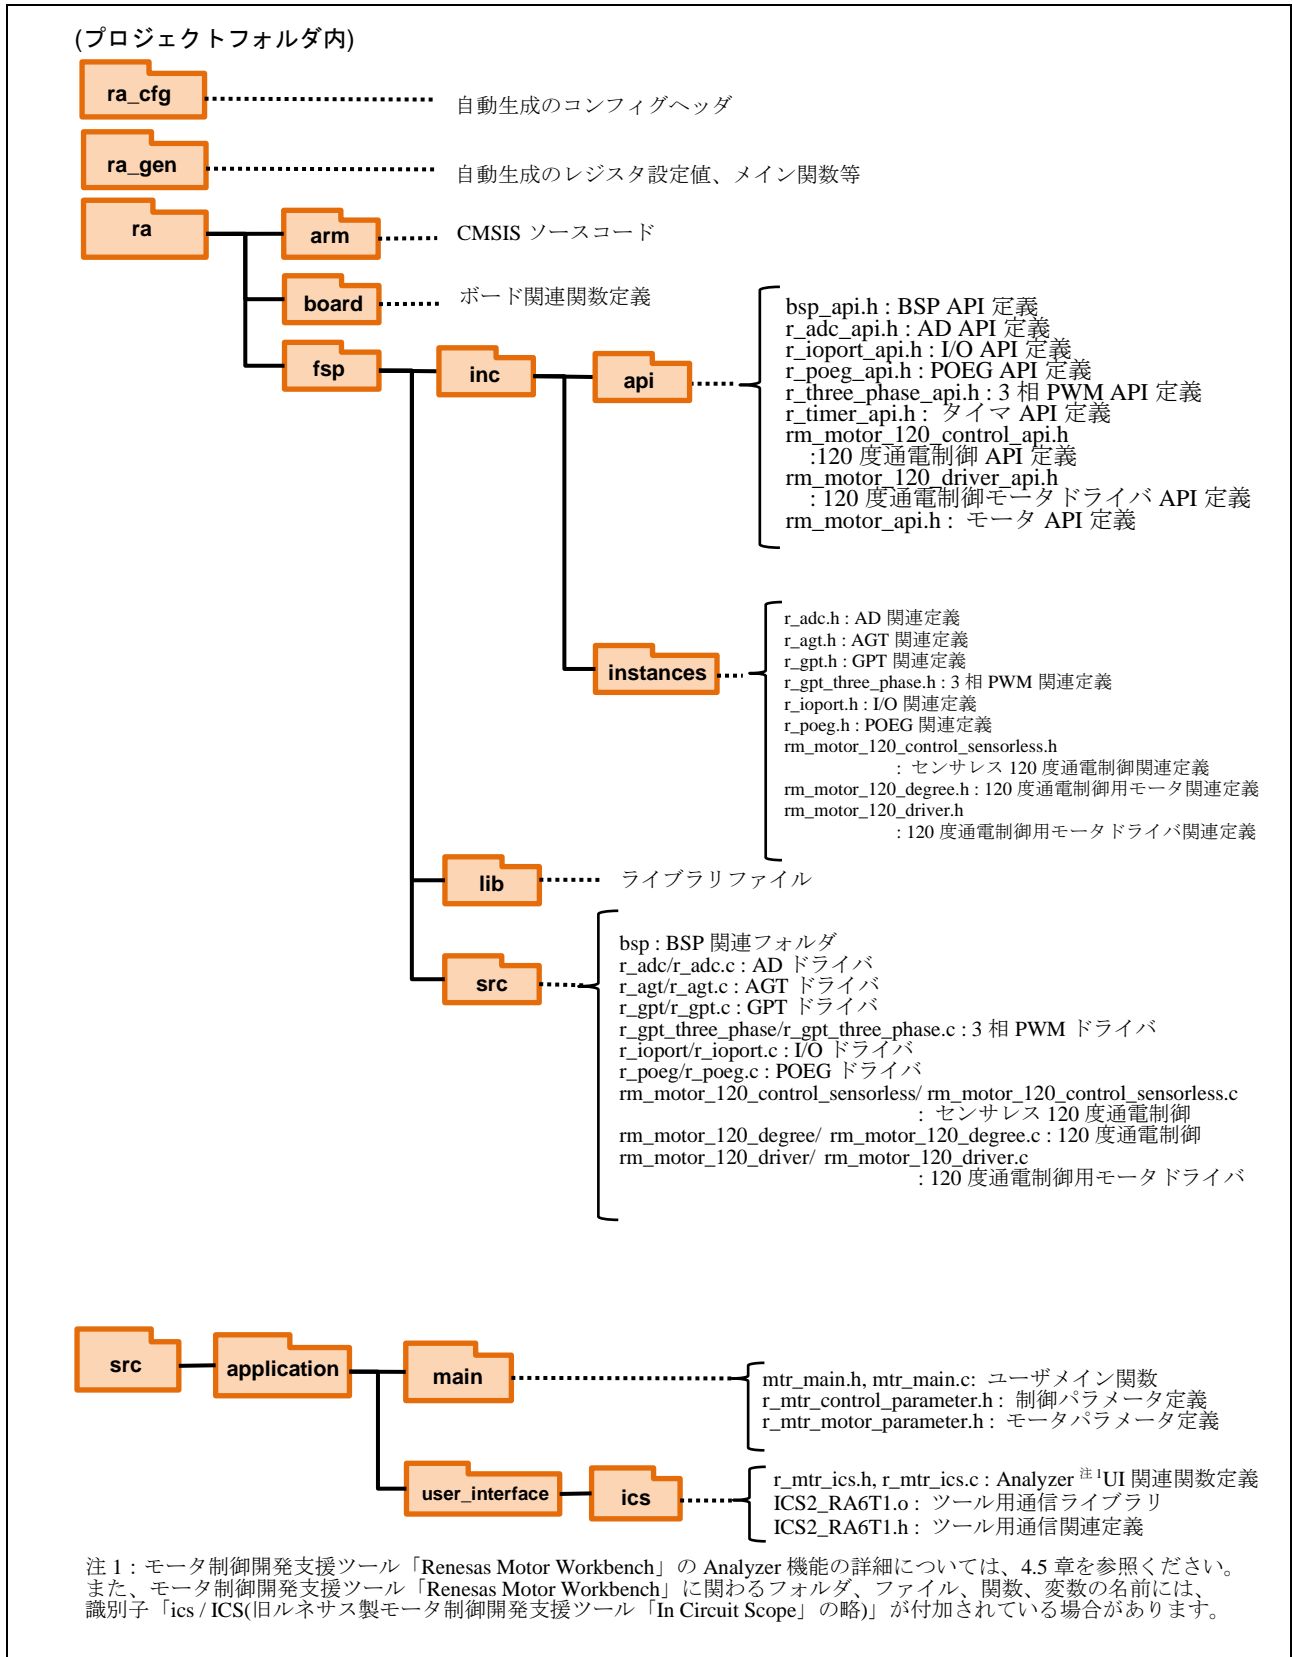 (プロジェクトフォルダ内)
ra_cfg
自動生成のコンフィグヘッダ
ra_gen
自動生成のレジスタ設定値、メイン関数等
ra
arm
CMSIS ソースコード
board
ボード関連関数定義
fsp
inc
api
bsp_api.h : BSP API 定義
r_adc_api.h : AD API 定義
r_ioport_api.h : I/O API 定義
r_poeg_api.h : POEG API 定義
r_three_phase_api.h : 3 相 PWM API 定義
r_timer_api.h : タイマ API 定義
rm_motor_120_control_api.h
:120 度通電制御 API 定義
rm_motor_120_driver_api.h
: 120 度通電制御モータドライバ API 定義
rm_motor_api.h : モータ API 定義
instances
r_adc.h : AD 関連定義
r_agt.h : AGT 関連定義
r_gpt.h : GPT 関連定義
r_gpt_three_phase.h : 3 相 PWM 関連定義
r_ioport.h : I/O 関連定義
r_poeg.h : POEG 関連定義
rm_motor_120_control_sensorless.h
: センサレス 120 度通電制御関連定義
rm_motor_120_degree.h : 120 度通電制御用モータ関連定義
rm_motor_120_driver.h
: 120 度通電制御用モータドライバ関連定義
lib
ライブラリファイル
src
bsp : BSP 関連フォルダ
r_adc/r_adc.c : AD ドライバ
r_agt/r_agt.c : AGT ドライバ
r_gpt/r_gpt.c : GPT ドライバ
r_gpt_three_phase/r_gpt_three_phase.c : 3 相 PWM ドライバ
r_ioport/r_ioport.c : I/O ドライバ
r_poeg/r_poeg.c : POEG ドライバ
rm_motor_120_control_sensorless/ rm_motor_120_control_sensorless.c
: センサレス 120 度通電制御
rm_motor_120_degree/ rm_motor_120_degree.c : 120 度通電制御
rm_motor_120_driver/ rm_motor_120_driver.c
: 120 度通電制御用モータドライバ
src
application
main
mtr_main.h, mtr_main.c: ユーザメイン関数
r_mtr_control_parameter.h : 制御パラメータ定義
r_mtr_motor_parameter.h : モータパラメータ定義
user_interface
ics
r_mtr_ics.h, r_mtr_ics.c : Analyzer 注1UI 関連関数定義
ICS2_RA6T1.o : ツール用通信ライブラリ
ICS2_RA6T1.h : ツール用通信関連定義
注 1：モータ制御開発支援ツール「Renesas Motor Workbench」の Analyzer 機能の詳細については、4.5 章を参照ください。
また、モータ制御開発支援ツール「Renesas Motor Workbench」に関わるフォルダ、ファイル、関数、変数の名前には、
識別子「ics / ICS(旧ルネサス製モータ制御開発支援ツール「In Circuit Scope」の略)」が付加されている場合があります。